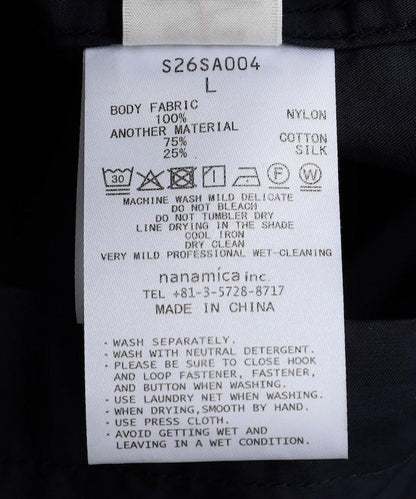 S26SA004
L
BODY FABRIC
100% NYLON
ANOTHER MATERIAL
75% COTTON
25% SILK
30 F W
MACHINE WASH MILD DELICATE
DO NOT BLEACH
DO NOT TUMBLER DRY
LINE DRYING IN THE SHADE
COOL IRON
DRY CLEAN
VERY MILD PROFESSIONAL WET-CLEANING
nanamica inc.
TEL +81-3-5728-8717
MADE IN CHINA
• WASH SEPARATELY.
• WASH WITH NEUTRAL DETERGENT.
• PLEASE BE SURE TO CLOSE HOOK
AND LOOP FASTENER, FASTENER,
AND BUTTON WHEN WASHING.
• USE LAUNDRY NET WHEN WASHING.
• WHEN DRYING,SMOOTH BY HAND.
• USE PRESS CLOTH.
• AVOID GETTING WET AND
LEAVING IN A WET CONDITION.